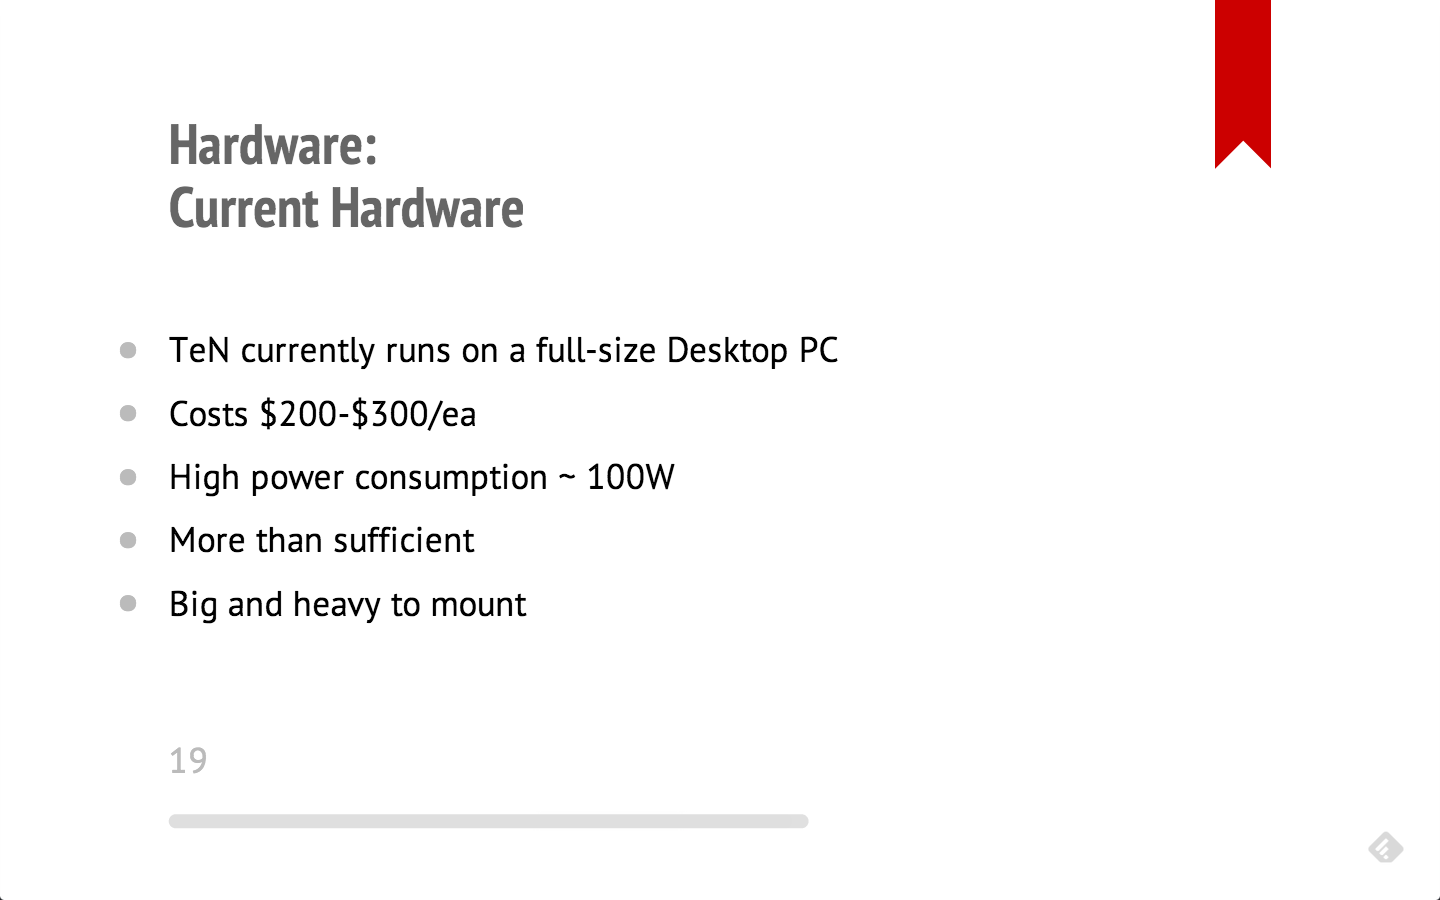 Hardware:
Current Hardware
TeN currently runs on a full-size Desktop PC
Costs $200-$300/ea
High power consumption ~ 100W
More than sufficient
Big and heavy to mount
19